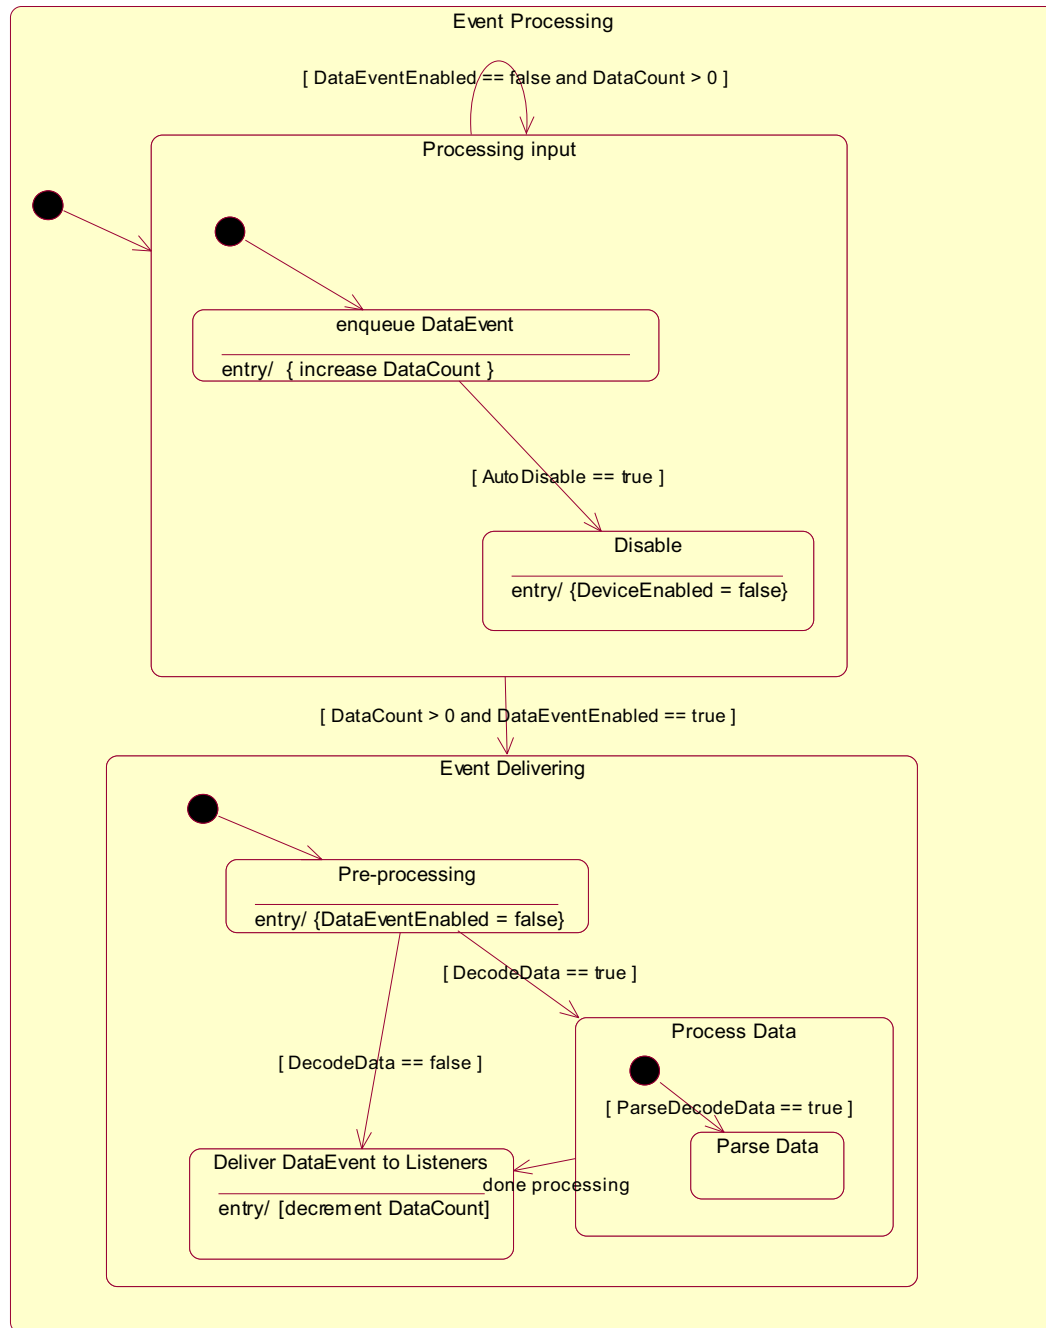 Event Processing
[ DataEventEnabled == false and DataCount > 0 ]
Processing input
enqueue DataEvent
entry/ { increase DataCount }
[ AutoDisable == true ]
Disable
entry/ {DeviceEnabled = false}
[ DataCount > 0 and DataEventEnabled == true ]
Event Delivering
Pre-processing
entry/ {DataEventEnabled = false}
[ DecodeData == true ]
Process Data
[ DecodeData == false ]
[ ParseDecodeData == true ]
Parse Data
Deliver DataEvent to Listeners
done processing
entry/ [decrement DataCount]